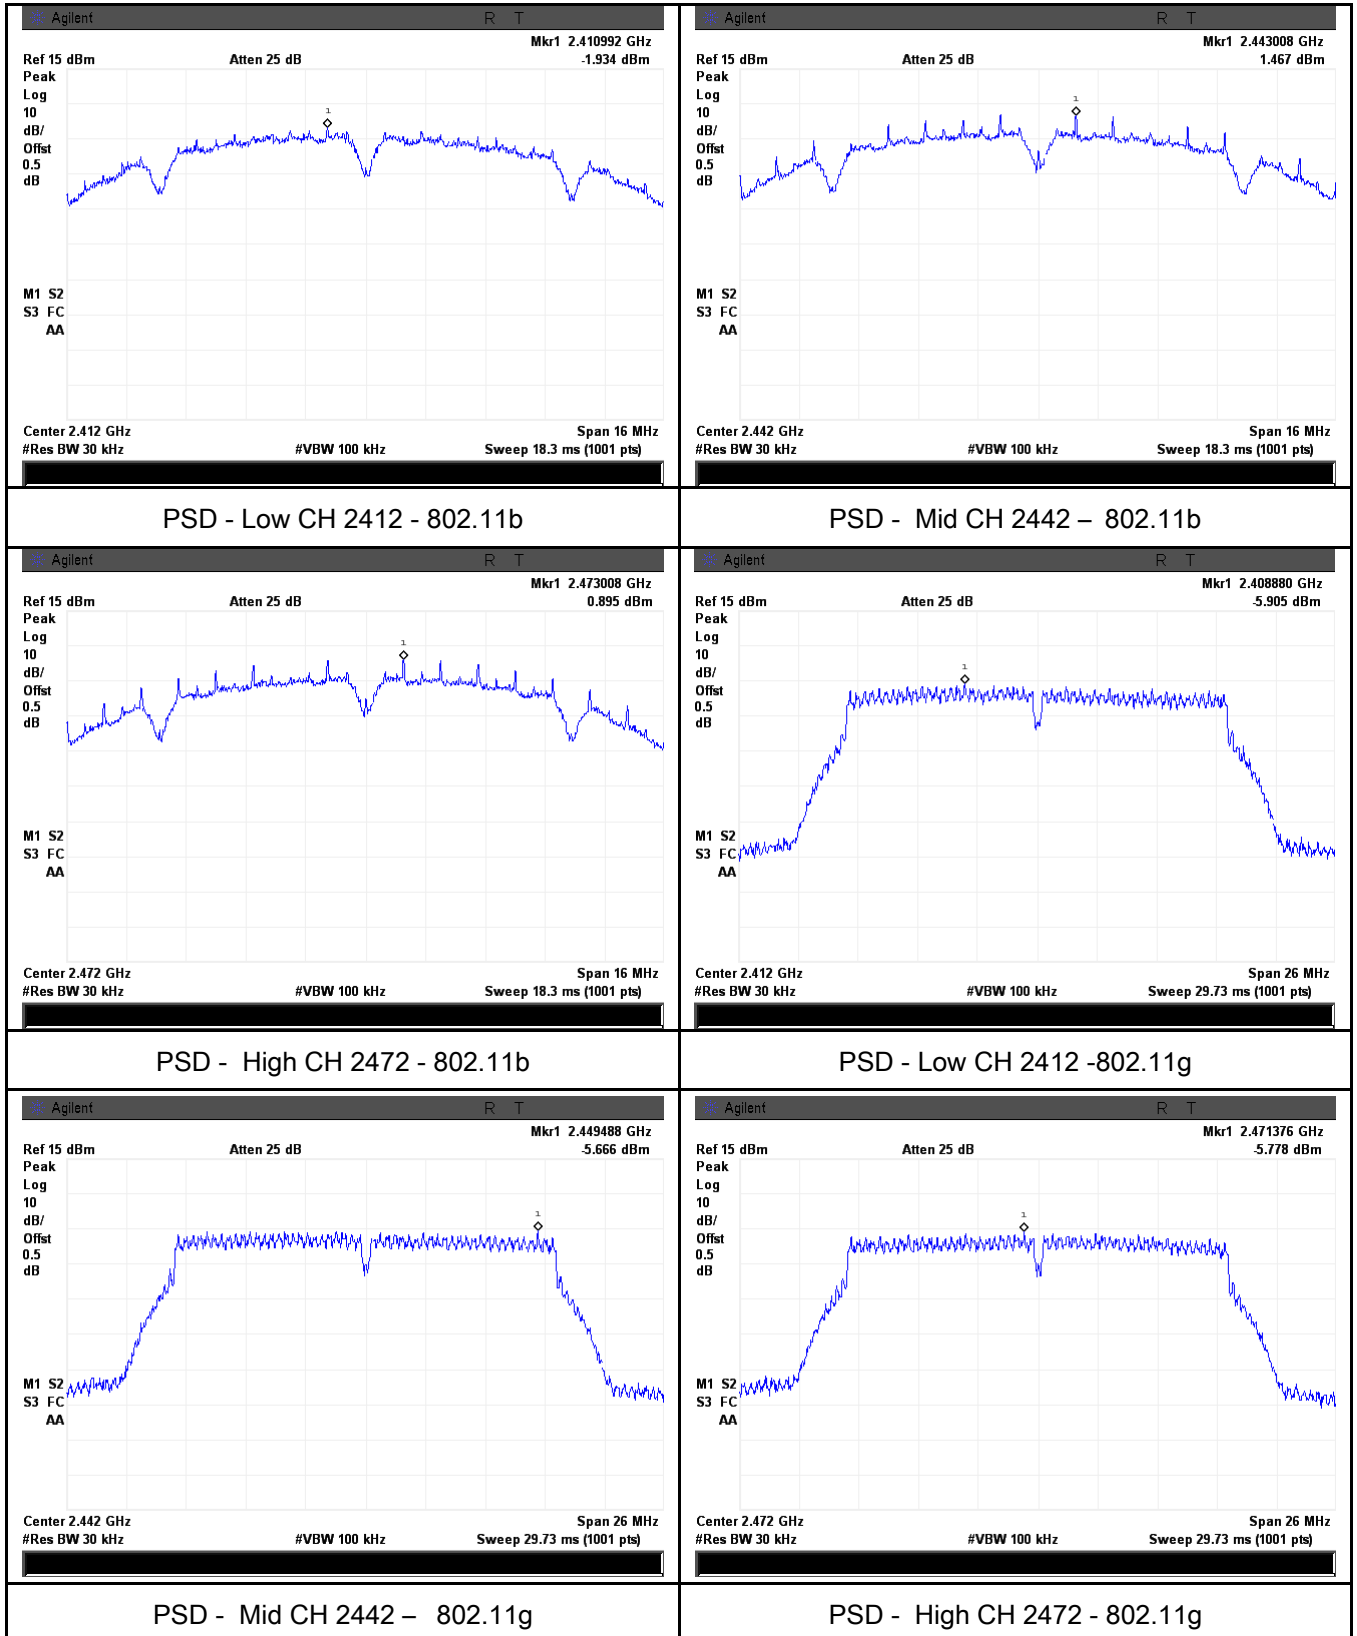 Agilent R T
Mkr1 2.410992 GHz
Ref 15 dBm Atten 25 dB -1.934 dBm
Peak
Log
10
dB/
Offst
0.5
dB
1
M1 S2
S3 FC
AA
Center 2.412 GHz Span 16 MHz
#Res BW 30 kHz #VBW 100 kHz Sweep 18.3 ms (1001 pts)
PSD - Low CH 2412 - 802.11b
Agilent R T
Mkr1 2.443008 GHz
Ref 15 dBm Atten 25 dB 1.467 dBm
Peak
Log
10
dB/
Offst
0.5
dB
1
M1 S2
S3 FC
AA
Center 2.442 GHz Span 16 MHz
#Res BW 30 kHz #VBW 100 kHz Sweep 18.3 ms (1001 pts)
PSD - Mid CH 2442 – 802.11b
Agilent R T
Mkr1 2.473008 GHz
Ref 15 dBm Atten 25 dB 0.895 dBm
Peak
Log
10
dB/
Offst
0.5
dB
1
M1 S2
S3 FC
AA
Center 2.472 GHz Span 16 MHz
#Res BW 30 kHz #VBW 100 kHz Sweep 18.3 ms (1001 pts)
PSD - High CH 2472 - 802.11b
Agilent R T
Mkr1 2.408880 GHz
Ref 15 dBm Atten 25 dB -5.905 dBm
Peak
Log
10
dB/
Offst
0.5
dB
1
M1 S2
S3 FC
AA
Center 2.412 GHz Span 26 MHz
#Res BW 30 kHz #VBW 100 kHz Sweep 29.73 ms (1001 pts)
PSD - Low CH 2412 -802.11g
Agilent R T
Mkr1 2.449488 GHz
Ref 15 dBm Atten 25 dB -5.666 dBm
Peak
Log
10
dB/
Offst
0.5
dB
1
M1 S2
S3 FC
AA
Center 2.442 GHz Span 26 MHz
#Res BW 30 kHz #VBW 100 kHz Sweep 29.73 ms (1001 pts)
PSD - Mid CH 2442 – 802.11g
Agilent R T
Mkr1 2.471376 GHz
Ref 15 dBm Atten 25 dB -5.778 dBm
Peak
Log
10
dB/
Offst
0.5
dB
1
M1 S2
S3 FC
AA
Center 2.472 GHz Span 26 MHz
#Res BW 30 kHz #VBW 100 kHz Sweep 29.73 ms (1001 pts)
PSD - High CH 2472 - 802.11g